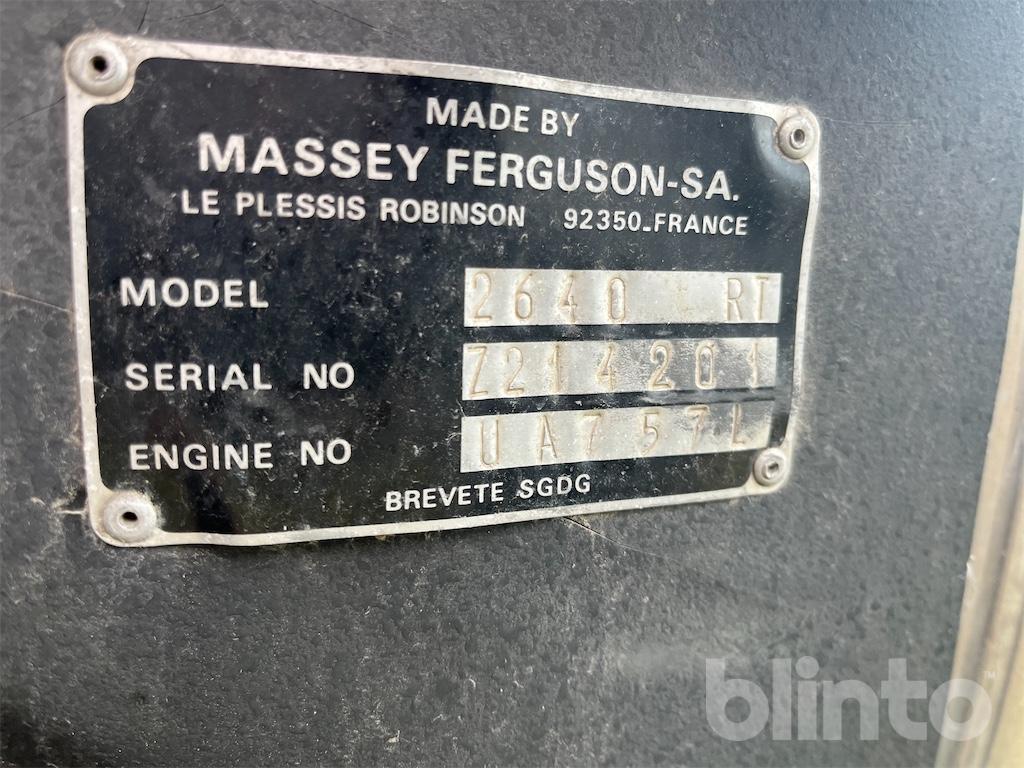 MADE BY
MASSEY FERGUSON-SA.
LE PLESSIS ROBINSON 92350-FRANCE
MODEL 2640 RT
SERIAL NO Z214201
ENGINE NO UA757L
BREVETE SGDG
blinto™